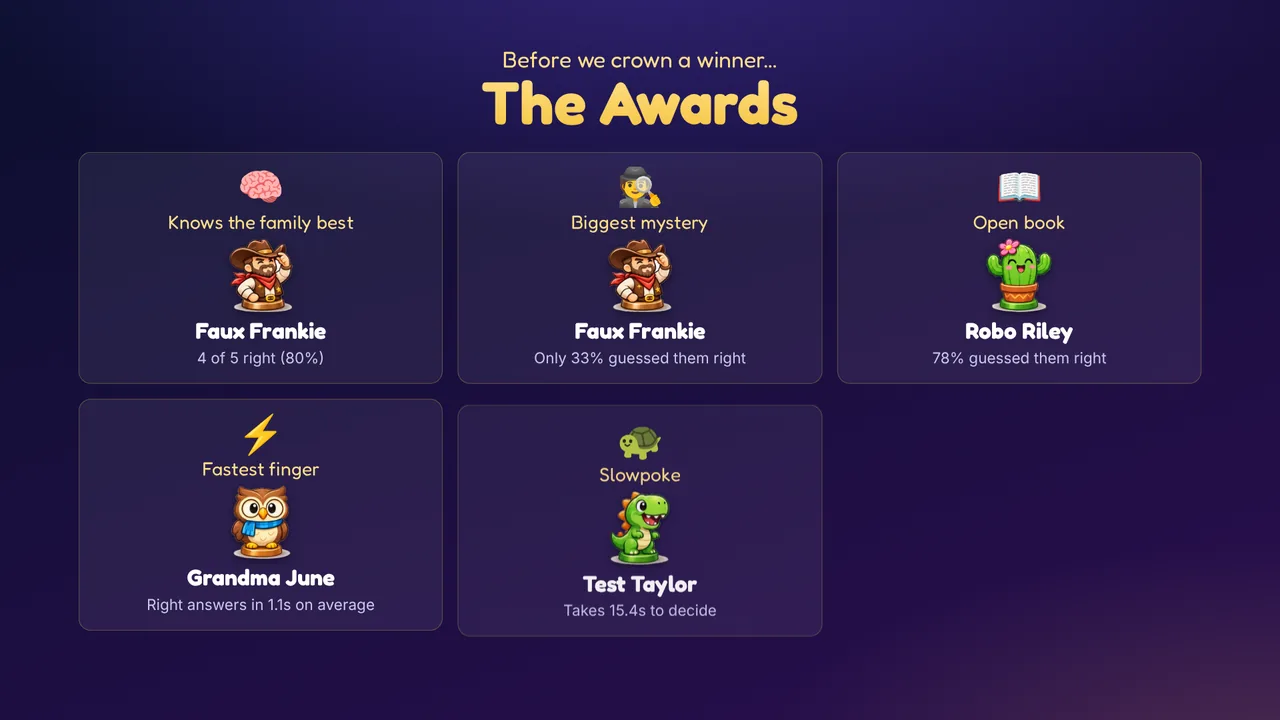 Before we crown a winner...
The Awards
Knows the family best
Faux Frankie
4 of 5 right (80%)
Biggest mystery
Faux Frankie
Only 33% guessed them right
Open book
Robo Riley
78% guessed them right
Fastest finger
Grandma June
Right answers in 1.1s on average
Slowpoke
Test Taylor
Takes 15.4s to decide